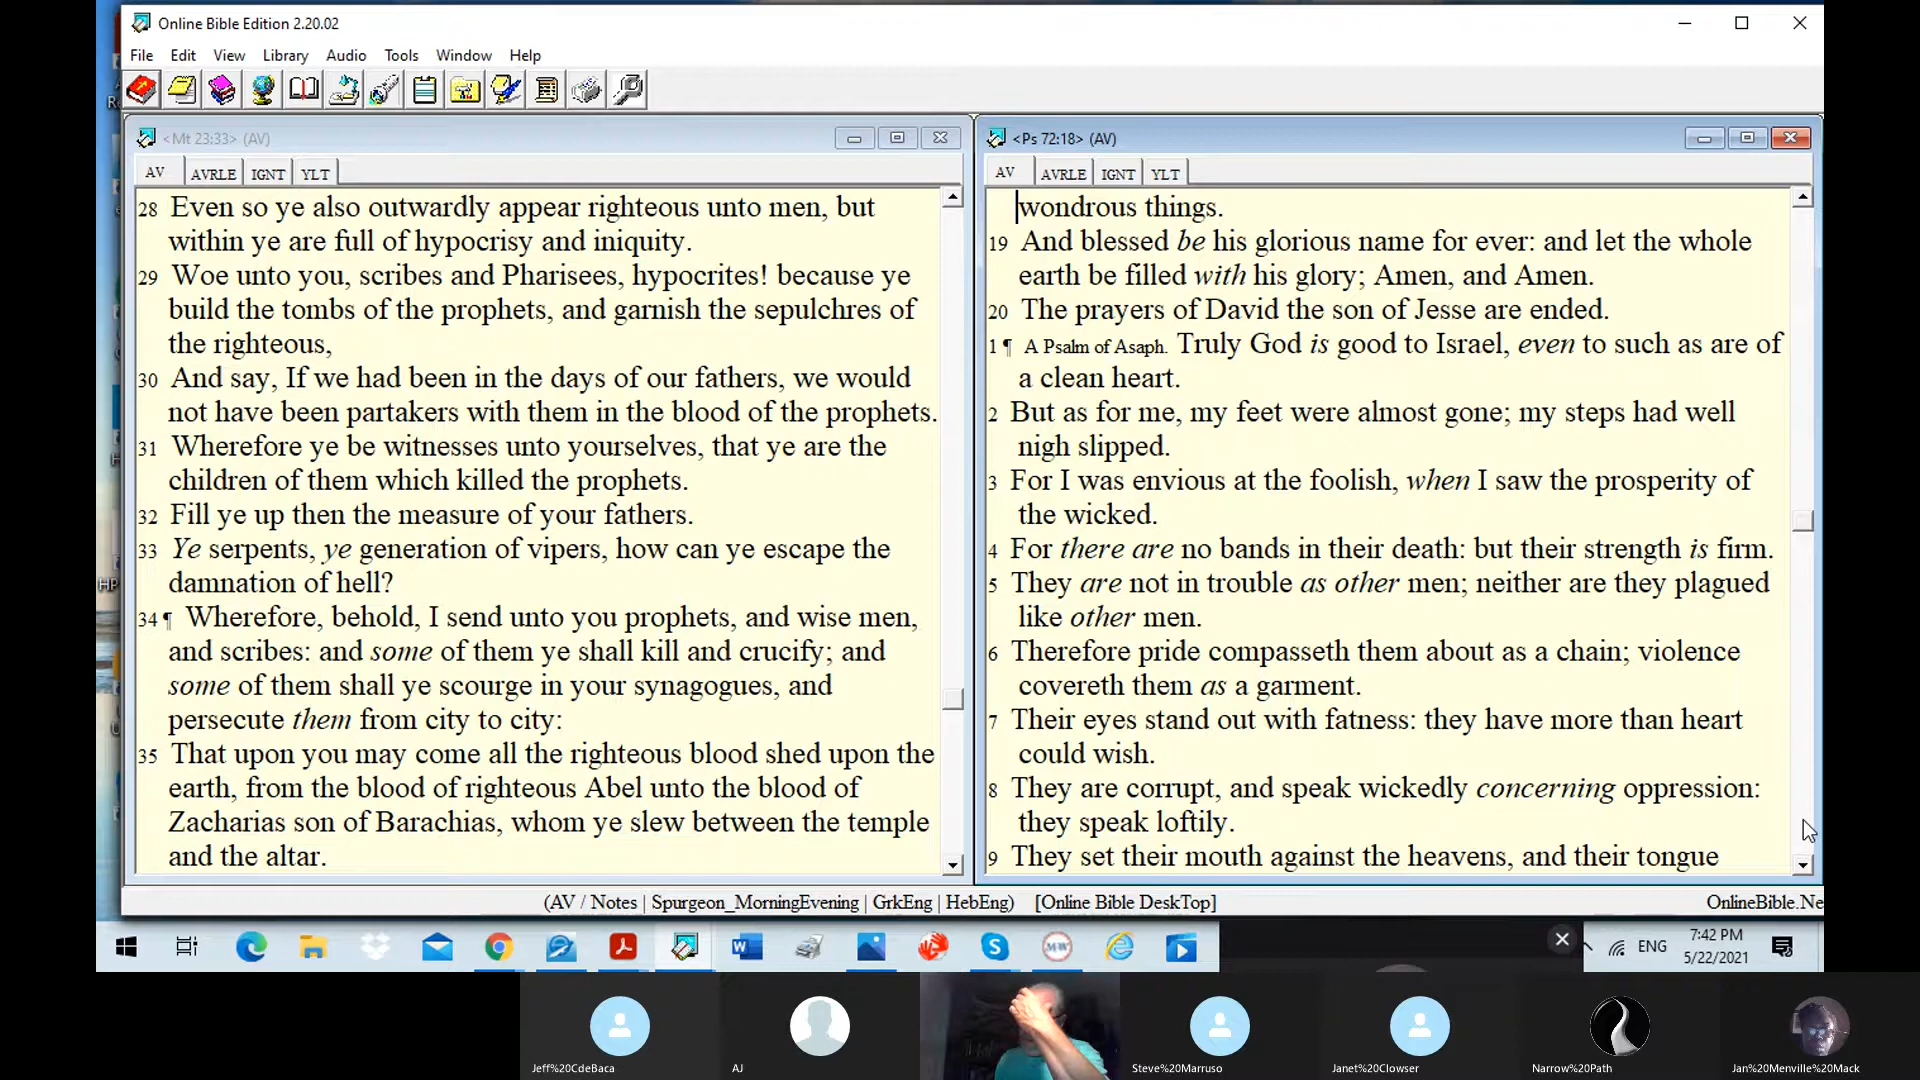 Online Bible Edition 2.20.02
File Edit View Library Audio Tools Window Help
<Mt 23:33> (AV)
AV AVRLE IGNT YLT
28 Even so ye also outwardly appear righteous unto men, but
within ye are full of hypocrisy and iniquity.
29 Woe unto you, scribes and Pharisees, hypocrites! because ye
build the tombs of the prophets, and garnish the sepulchres of
the righteous,
30 And say, If we had been in the days of our fathers, we would
not have been partakers with them in the blood of the prophets.
31 Wherefore ye be witnesses unto yourselves, that ye are the
children of them which killed the prophets.
32 Fill ye up then the measure of your fathers.
33 Ye serpents, ye generation of vipers, how can ye escape the
damnation of hell?
34 ¶ Wherefore, behold, I send unto you prophets, and wise men,
and scribes: and some of them ye shall kill and crucify; and
some of them shall ye scourge in your synagogues, and
persecute them from city to city:
35 That upon you may come all the righteous blood shed upon the
earth, from the blood of righteous Abel unto the blood of
Zacharias son of Barachias, whom ye slew between the temple
and the altar.
<Ps 72:18> (AV)
AV AVRLE IGNT YLT
wondrous things.
19 And blessed be his glorious name for ever: and let the whole
earth be filled with his glory; Amen, and Amen.
20 The prayers of David the son of Jesse are ended.
1 ¶ A Psalm of Asaph. Truly God is good to Israel, even to such as are of
a clean heart.
2 But as for me, my feet were almost gone; my steps had well
nigh slipped.
3 For I was envious at the foolish, when I saw the prosperity of
the wicked.
4 For there are no bands in their death: but their strength is firm.
5 They are not in trouble as other men; neither are they plagued
like other men.
6 Therefore pride compasseth them about as a chain; violence
covereth them as a garment.
7 Their eyes stand out with fatness: they have more than heart
could wish.
8 They are corrupt, and speak wickedly concerning oppression:
they speak loftily.
9 They set their mouth against the heavens, and their tongue
(AV / Notes | Spurgeon_MorningEvening | GrkEng | HebEng) [Online Bible DeskTop]
OnlineBible.Ne
HP
W
S
MW
ENG
7:42 PM
5/22/2021
Jeff%20CdeBaca
AJ
Steve%20Marruso
Janet%20Clowser
Narrow%20Path
Jan%20Menville%20Mack